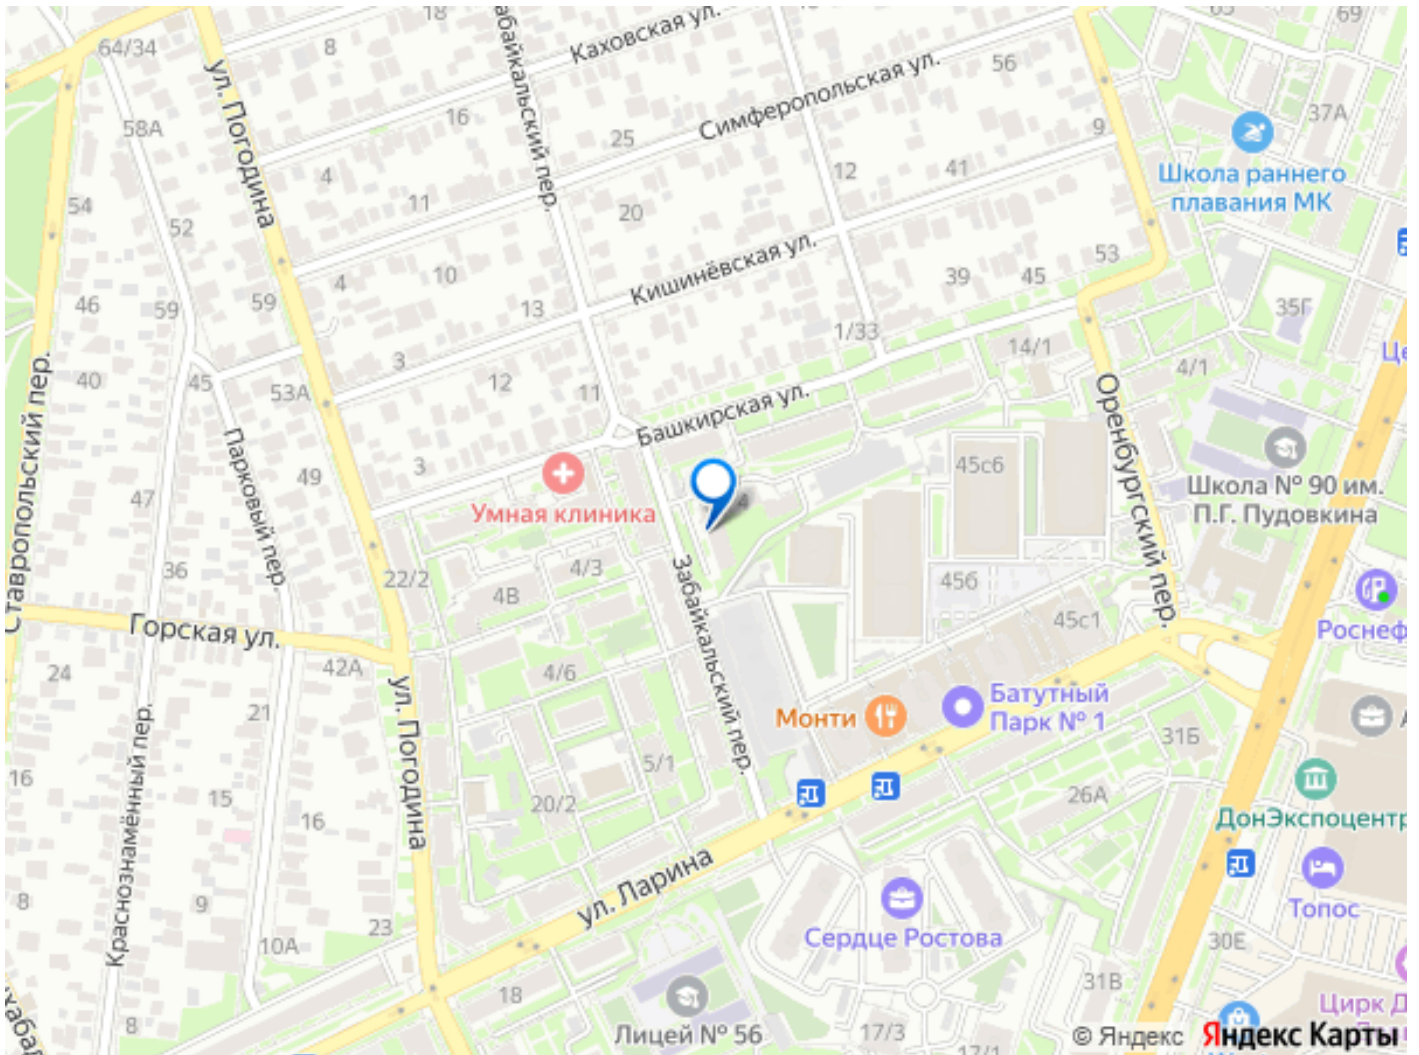 18
64/34
8
Каховская ул.
65
69
ул. Погодина
Забайкальский пер.
56
58А
16
25
Симферопольская ул.
9
37А
Школа раннего
плавания МК
4
12
41
54
52
11
20
Кишинёвская ул.
53
46
59
59
4
10
13
39
45
35Г
1/33
14/1
4/1
Це
Ставропольский пер.
40
45
53А
3
12
11
Башкирская ул.
Оренбургский пер.
Парковый пер.
47
49
3
Умная клиника
45с6
Школа № 90 им.
П.Г. Пудовкина
4
36
22/2
4В
4/3
Забайкальский пер.
45б
45с1
Роснеф
Горская ул.
24
42А
4/6
ул. Погодина
21
Краснознамённый пер.
Монти
Батутный
Парк № 1
31Б
16
15
16
5/1
20/2
26А
ДонЭкспоцентр
ул. Ларина
8
9
10А
23
Сердце Ростова
Топос
30Е
18
31В
Лицей № 56
17/3
17/1
8
Цирк Д
© Яндекс
Яндекс Карты